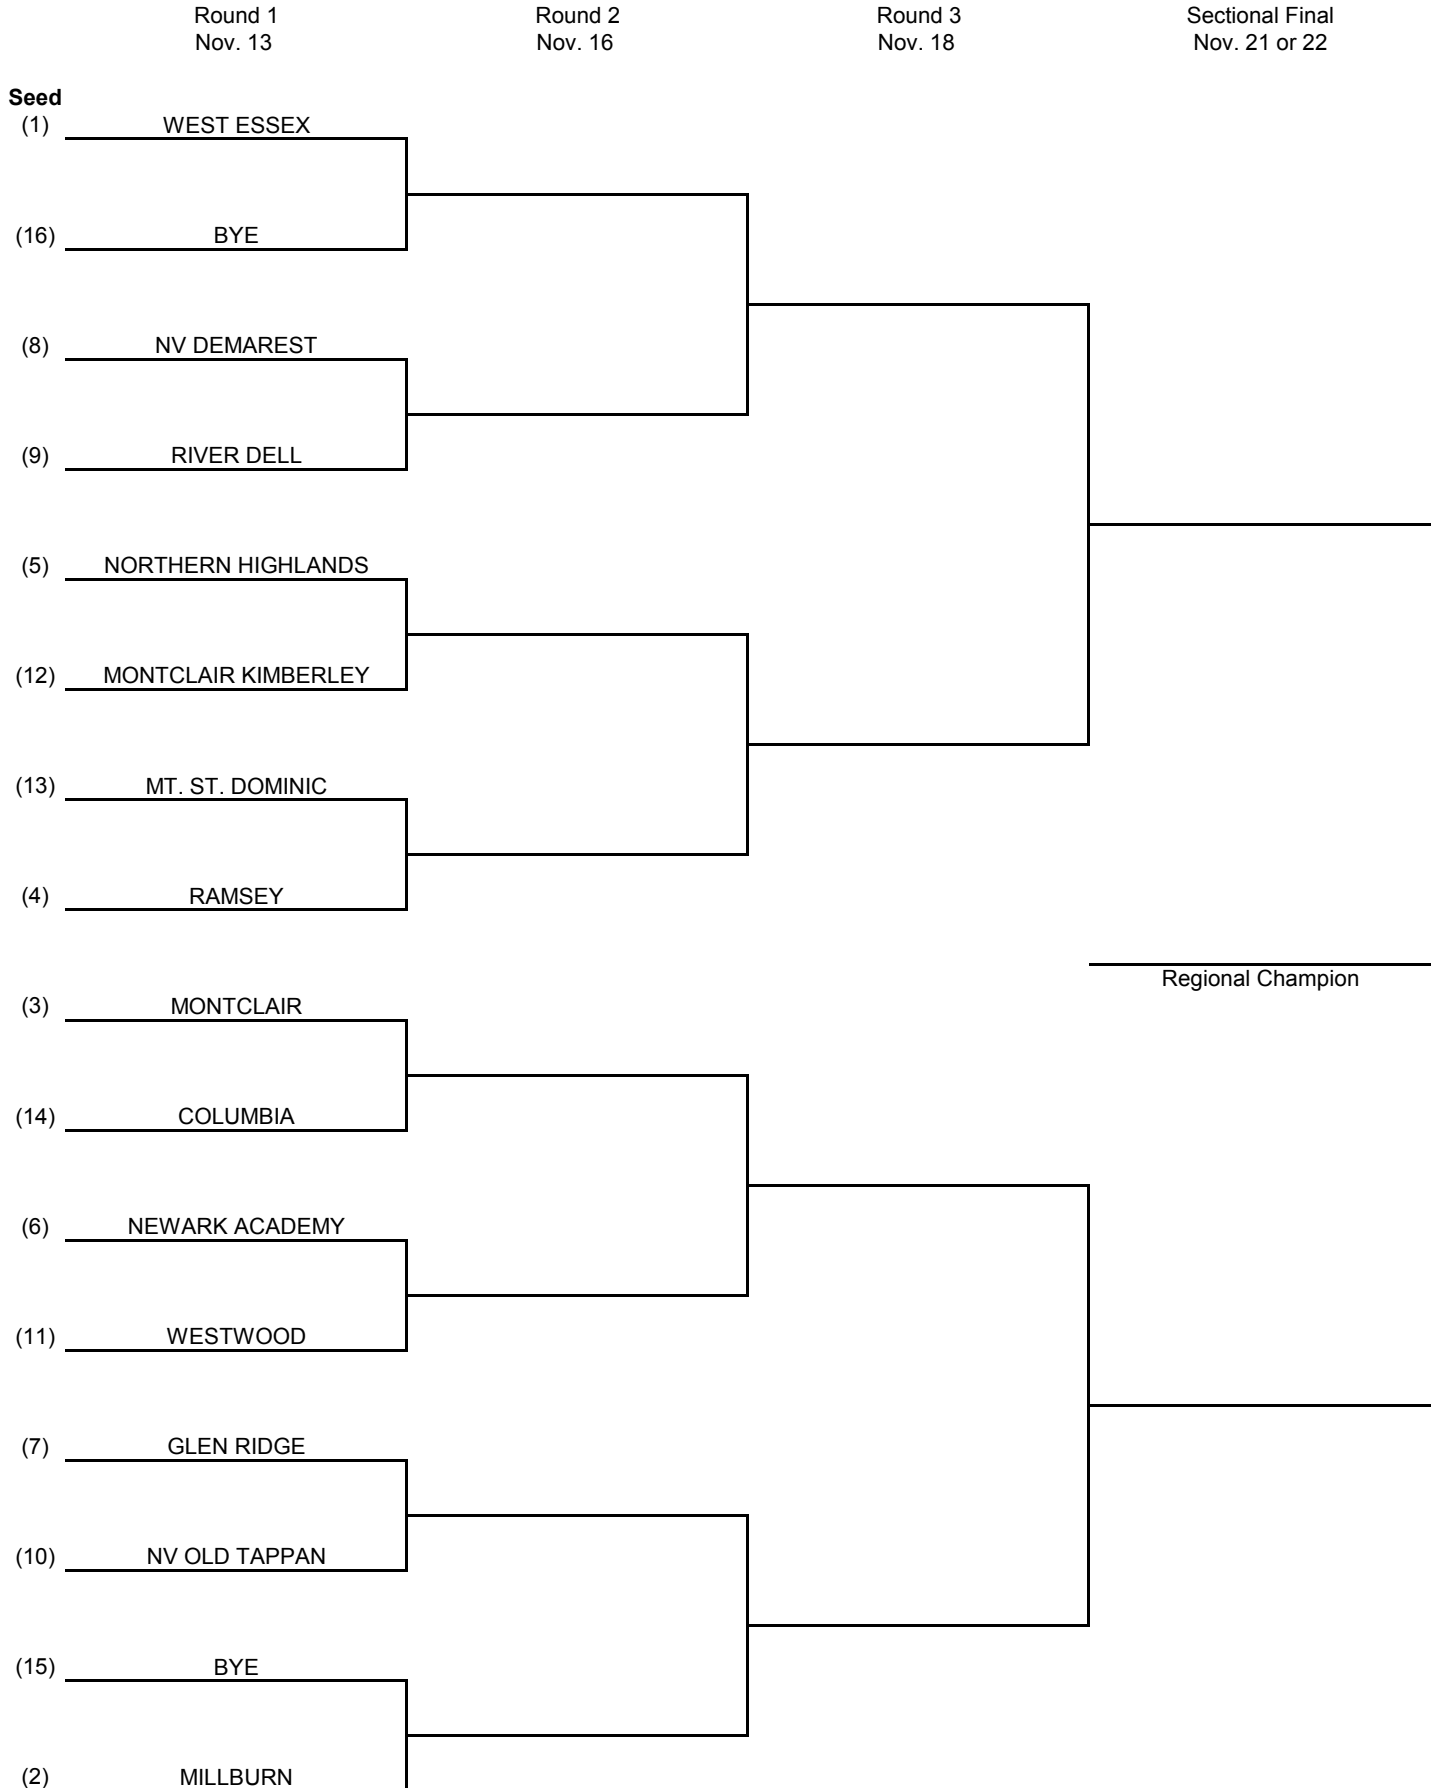 Round 1 Round 2 Round 3 Sectional Final
Nov. 13 Nov. 16 Nov. 18 Nov. 21 or 22
Seed
(1) WEST ESSEX
(16) BYE
(8) NV DEMAREST
(9) RIVER DELL
(5) NORTHERN HIGHLANDS
(12) MONTCLAIR KIMBERLEY
(13) MT. ST. DOMINIC
(4) RAMSEY
Regional Champion
(3) MONTCLAIR
(14) COLUMBIA
(6) NEWARK ACADEMY
(11) WESTWOOD
(7) GLEN RIDGE
(10) NV OLD TAPPAN
(15) BYE
(2) MILLBURN